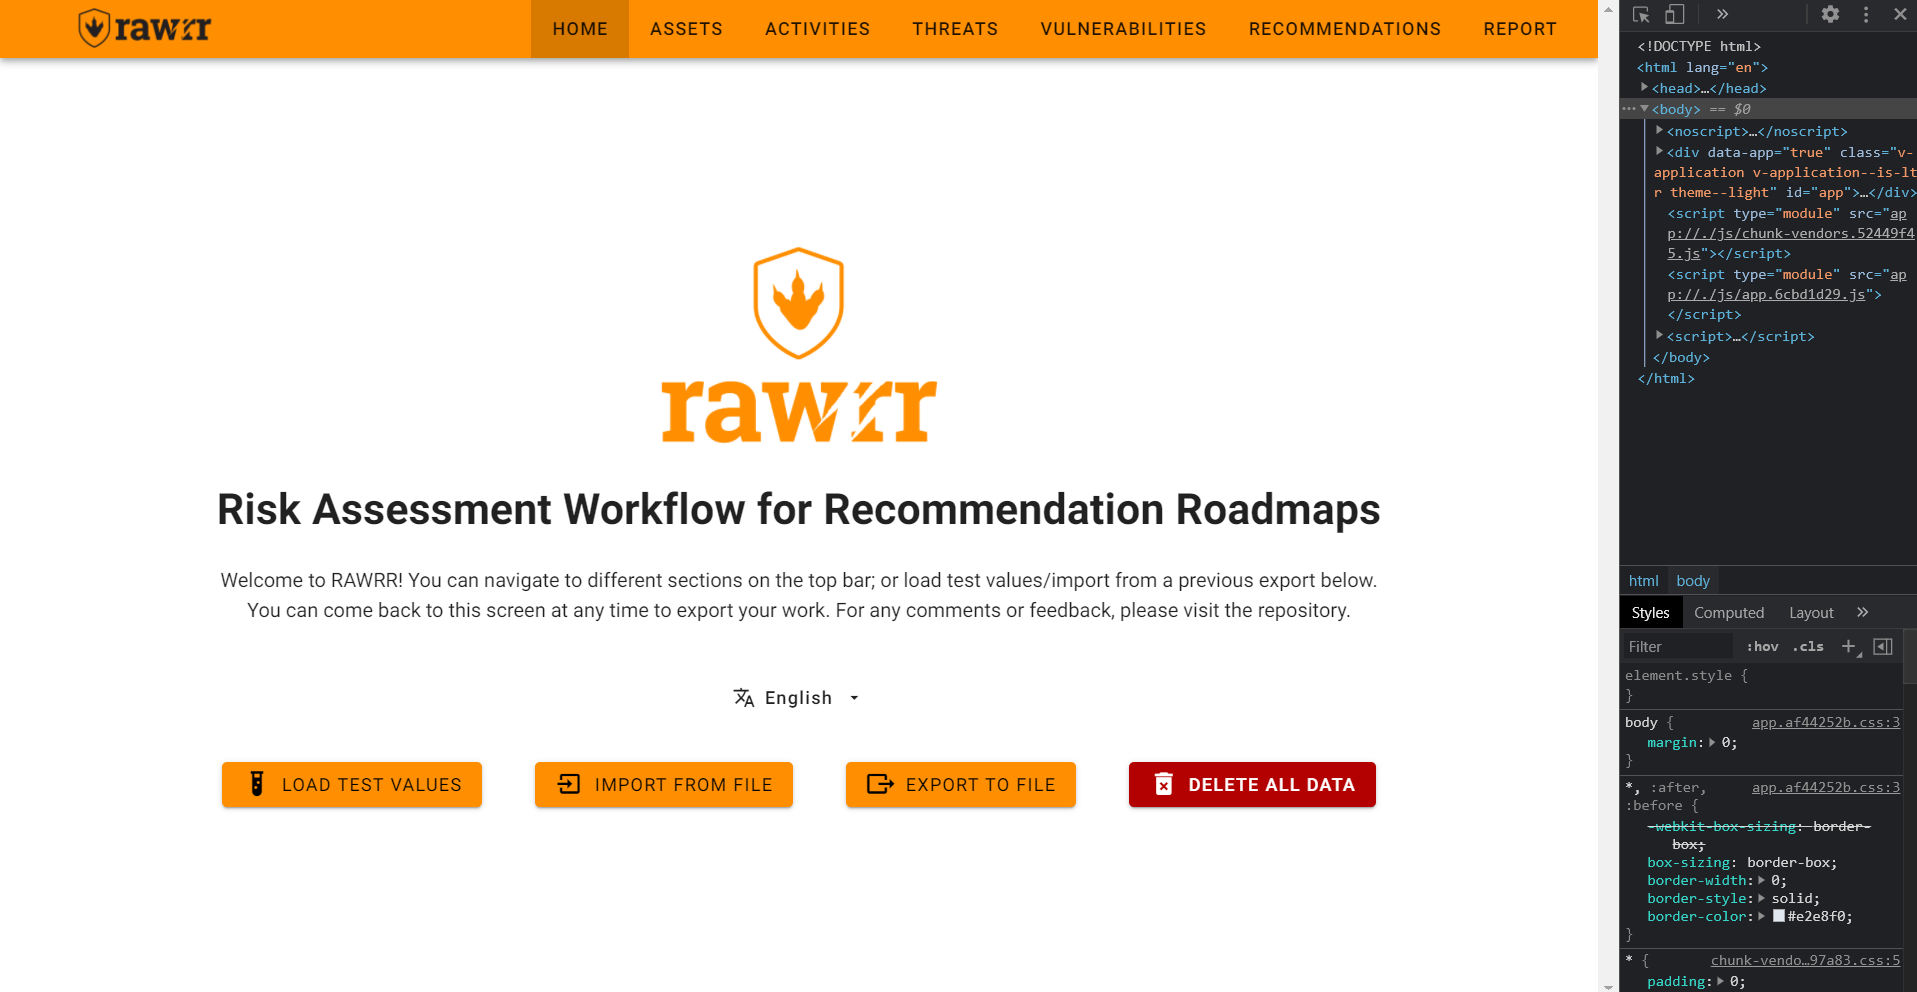 rawrr
HOME ASSETS ACTIVITIES THREATS VULNERABILITIES RECOMMENDATIONS REPORT
rawrr
Risk Assessment Workflow for Recommendation Roadmaps
Welcome to RAWRR! You can navigate to different sections on the top bar; or load test values/import from a previous export below.
You can come back to this screen at any time to export your work. For any comments or feedback, please visit the repository.
English
LOAD TEST VALUES IMPORT FROM FILE EXPORT TO FILE DELETE ALL DATA
<!DOCTYPE html>
<html lang="en">
<head>…</head>
<body> == $0
<noscript>…</noscript>
<div data-app="true" class="v-
application v-application--is-lt
r theme--light" id="app">…</div>
<script type="module" src="ap
p://./js/chunk-vendors.52449f4
5.js"></script>
<script type="module" src="ap
p://./js/app.6cbd1d29.js">
</script>
<script>…</script>
</body>
</html>
html body
Styles Computed Layout »
Filter :hov .cls +
element.style {
}
body { app.af44252b.css:3
margin: 0;
}
*, :after, app.af44252b.css:3
:before {
-webkit-box-sizing: border-
box;
box-sizing: border-box;
border-width: 0;
border-style: solid;
border-color: #e2e8f0;
}
* { chunk-vendo…97a83.css:5
padding: 0;